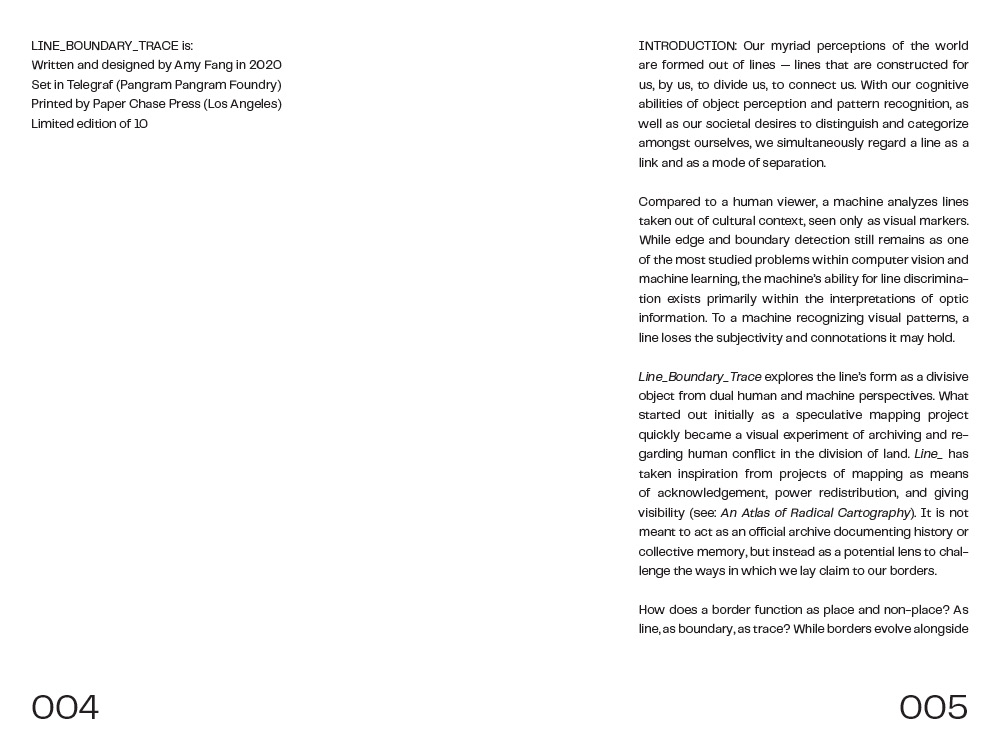 LINE_BOUNDARY_TRACE is:
Written and designed by Amy Fang in 2020
Set in Telegraf (Pangram Pangram Foundry)
Printed by Paper Chase Press (Los Angeles)
Limited edition of 10
004
INTRODUCTION: Our myriad perceptions of the world
are formed out of lines — lines that are constructed for
us, by us, to divide us, to connect us. With our cognitive
abilities of object perception and pattern recognition, as
well as our societal desires to distinguish and categorize
amongst ourselves, we simultaneously regard a line as a
link and as a mode of separation.
Compared to a human viewer, a machine analyzes lines
taken out of cultural context, seen only as visual markers.
While edge and boundary detection still remains as one
of the most studied problems within computer vision and
machine learning, the machine's ability for line discrimina-
tion exists primarily within the interpretations of optic
information. To a machine recognizing visual patterns, a
line loses the subjectivity and connotations it may hold.
Line_Boundary_Trace explores the line's form as a divisive
object from dual human and machine perspectives. What
started out initially as a speculative mapping project
quickly became a visual experiment of archiving and re-
garding human conflict in the division of land. Line_ has
taken inspiration from projects of mapping as means
of acknowledgement, power redistribution, and giving
visibility (see: An Atlas of Radical Cartography). It is not
meant to act as an official archive documenting history or
collective memory, but instead as a potential lens to chal-
lenge the ways in which we lay claim to our borders.
How does a border function as place and non-place? As
line, as boundary, as trace? While borders evolve alongside
005